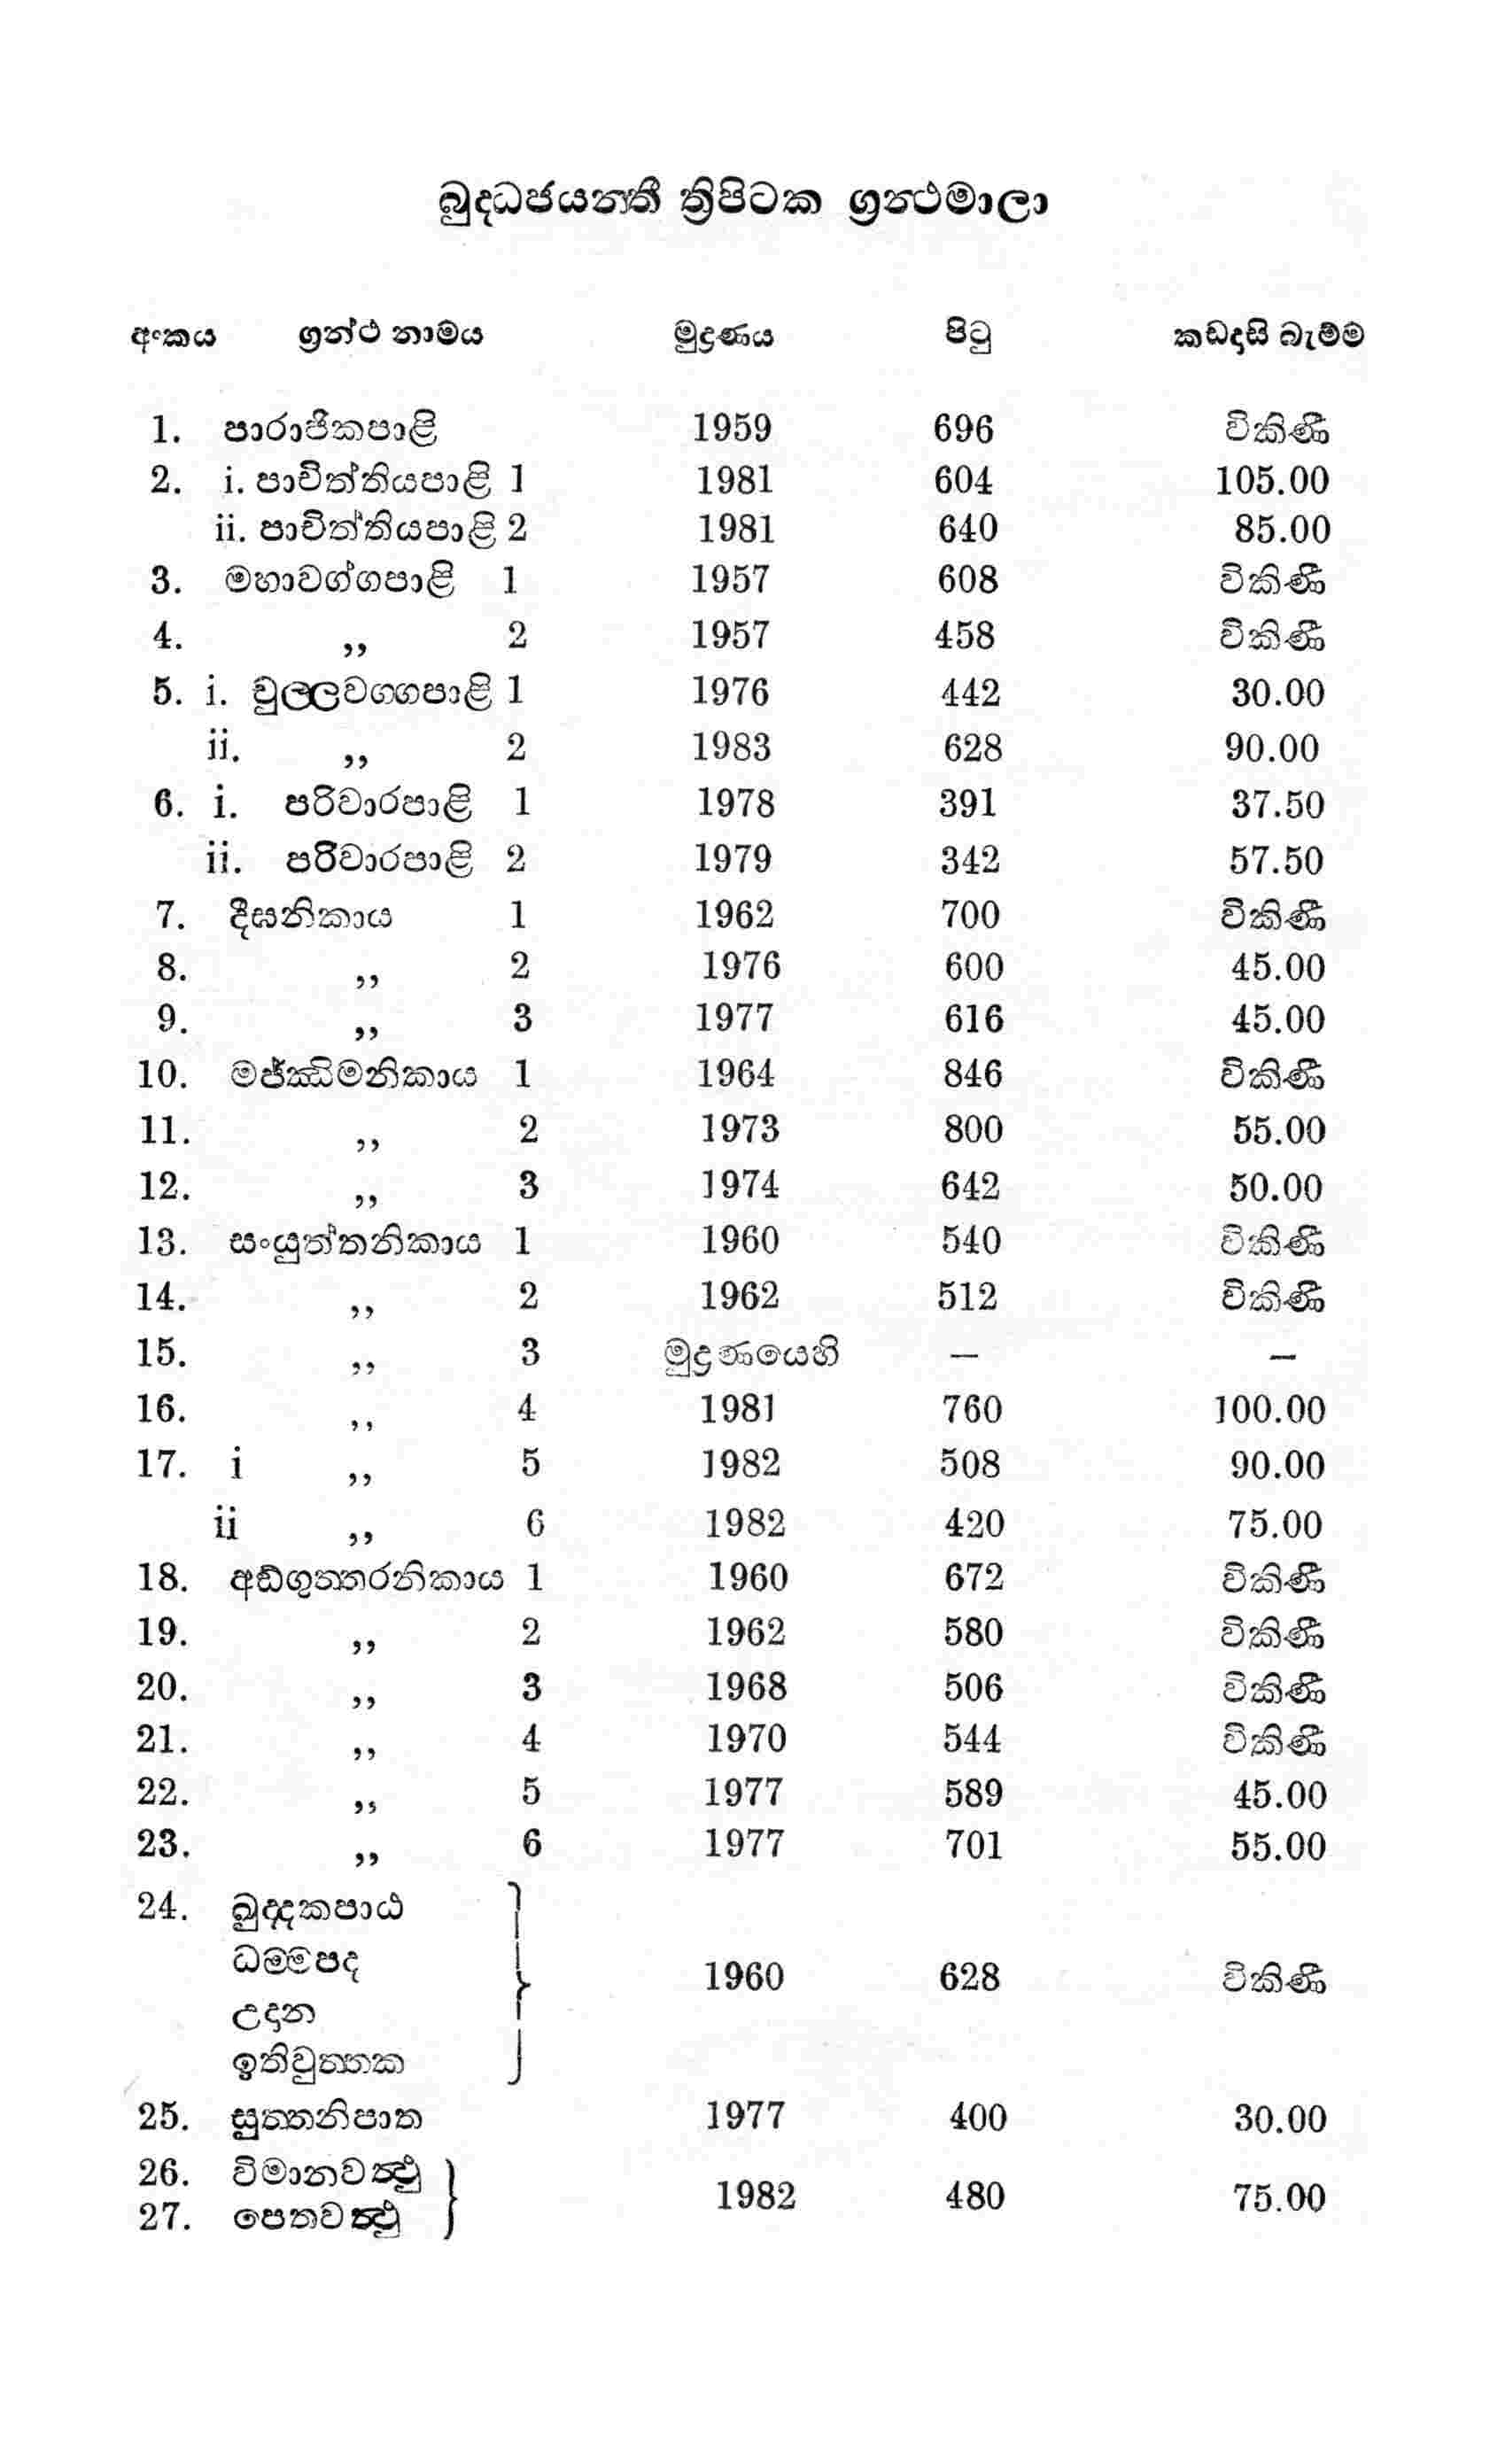 බුද්ධජයන්තී ත්‍රිපිටක ග්‍රන්ථමාලා
අංකය ග්‍රන්ථ නාමය මුද්‍රණය පිටු කඩදාසි බැම්ම
1. පාරාජිකපාළි 1959 696 විකිණී
2. i. පාචිත්තියපාළි 1 1981 604 105.00
ii. පාචිත්තියපාළි 2 1981 640 85.00
3. මහාවග්ගපාළි 1 1957 608 විකිණී
4. ,, 2 1957 458 විකිණී
5. i. චුල්ලවග්ගපාළි 1 1976 442 30.00
ii. ,, 2 1983 628 90.00
6. i. පරිවාරපාළි 1 1978 391 37.50
ii. පරිවාරපාළි 2 1979 342 57.50
7. දීඝනිකාය 1 1962 700 විකිණී
8. ,, 2 1976 600 45.00
9. ,, 3 1977 616 45.00
10. මජ්ඣිමනිකාය 1 1964 846 විකිණී
11. ,, 2 1973 800 55.00
12. ,, 3 1974 642 50.00
13. සංයුත්තනිකාය 1 1960 540 විකිණී
14. ,, 2 1962 512 විකිණී
15. ,, 3 මුද්‍රණයෙහි — —
16. ,, 4 1981 760 100.00
17. i ,, 5 1982 508 90.00
ii ,, 6 1982 420 75.00
18. අඞ්ගුත්තරනිකාය 1 1960 672 විකිණී
19. ,, 2 1962 580 විකිණී
20. ,, 3 1968 506 විකිණී
21. ,, 4 1970 544 විකිණී
22. ,, 5 1977 589 45.00
23. ,, 6 1977 701 55.00
24. ඛුද්දකපාඨ
ධම්මපද
1960 628 විකිණී
උදාන
ඉතිවුත්තක
25. සුත්තනිපාත 1977 400 30.00
26. විමානවත්ථු
1982 480 75.00
27. පෙතවත්ථු